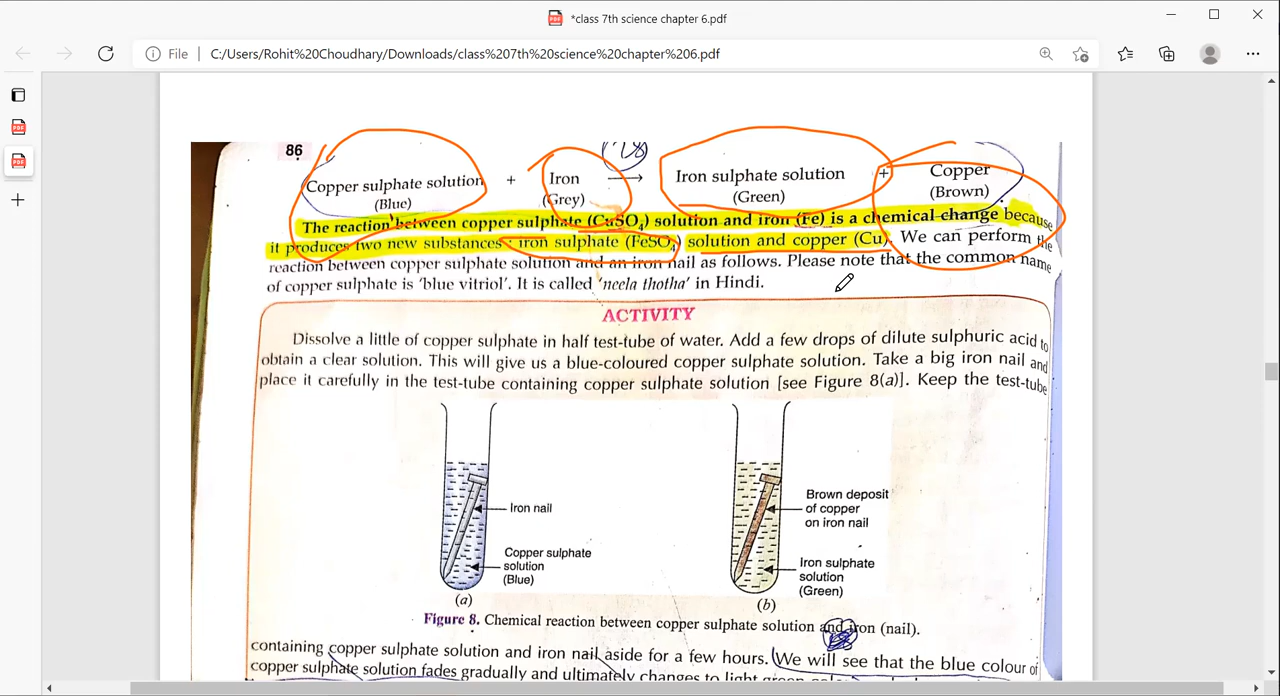 *class 7th science chapter 6.pdf
File | C:/Users/Rohit%20Choudhary/Downloads/class%207th%20science%20chapter%206.pdf
86
Copper sulphate solution + Iron → Iron sulphate solution + Copper
(Blue) (Grey) (Green) (Brown)
The reaction between copper sulphate (CuSO₄) solution and iron (Fe) is a chemical change because
it produces two new substances : iron sulphate (FeSO₄) solution and copper (Cu). We can perform the
reaction between copper sulphate solution and an iron nail as follows. Please note that the common name
of copper sulphate is 'blue vitriol'. It is called 'neela thotha' in Hindi.
ACTIVITY
Dissolve a little of copper sulphate in half test-tube of water. Add a few drops of dilute sulphuric acid to
obtain a clear solution. This will give us a blue-coloured copper sulphate solution. Take a big iron nail and
place it carefully in the test-tube containing copper sulphate solution [see Figure 8(a)]. Keep the test-tube
Iron nail
Copper sulphate
solution
(Blue)
(a)
Brown deposit
of copper
on iron nail
Iron sulphate
solution
(Green)
(b)
Figure 8. Chemical reaction between copper sulphate solution and iron (nail).
containing copper sulphate solution and iron nail aside for a few hours. We will see that the blue colour of
copper sulphate solution fades gradually and ultimately changes to light green